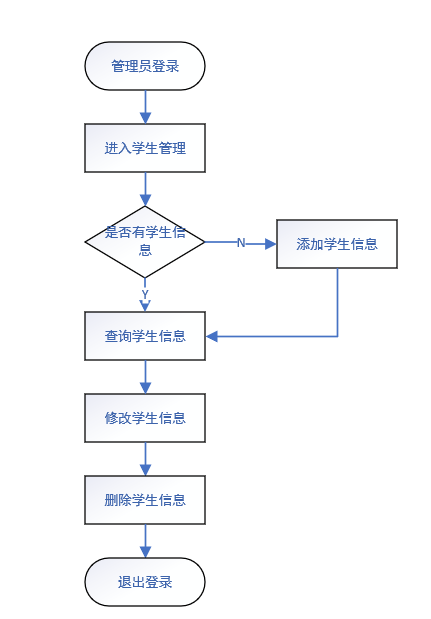 管理员登录
进入学生管理
是否有学生信
息
N
添加学生信息
Y
查询学生信息
修改学生信息
删除学生信息
退出登录